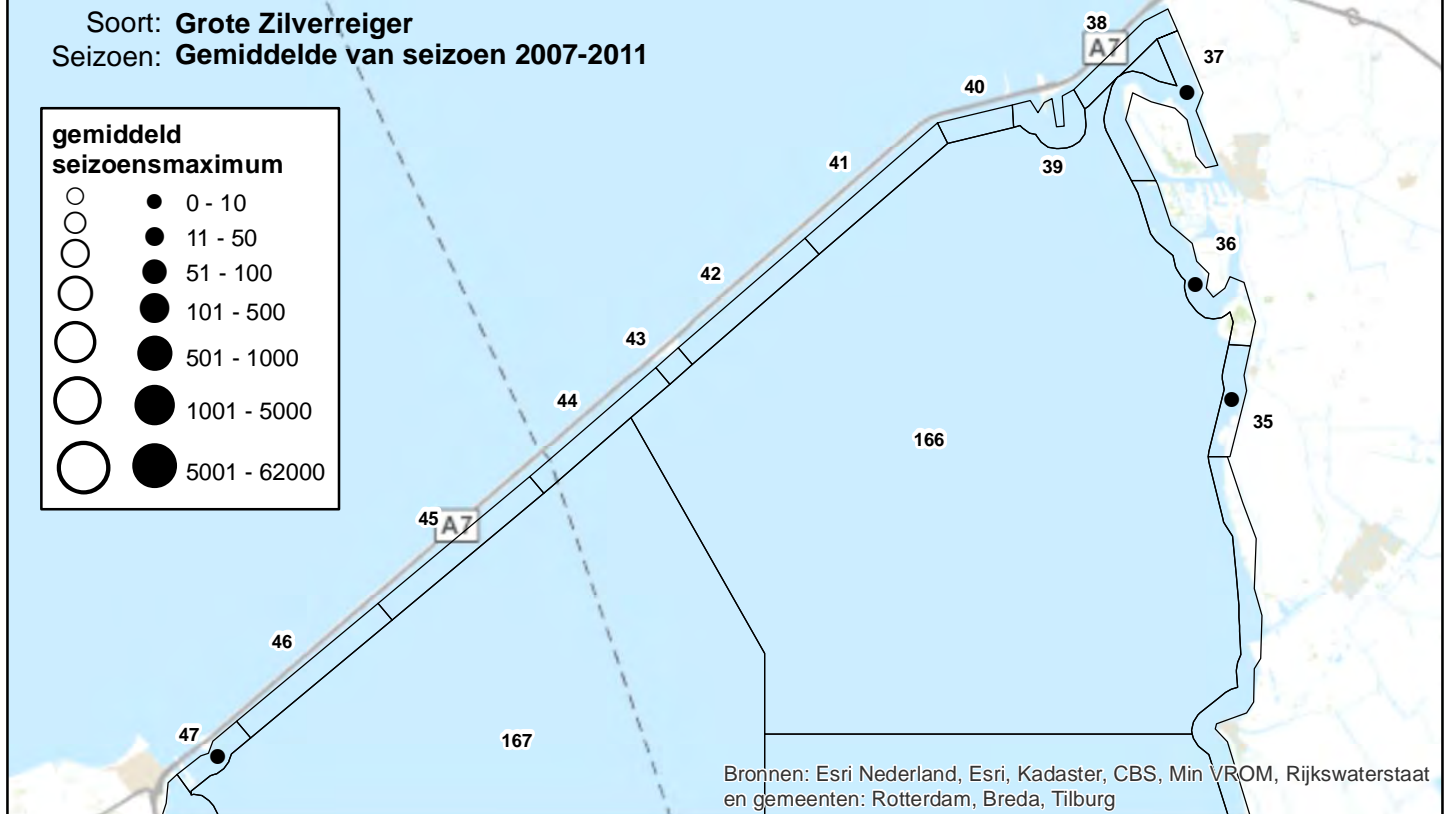 Soort: Grote Zilverreiger
Seizoen: Gemiddelde van seizoen 2007-2011
gemiddeld
seizoensmaximum
0 - 10
11 - 50
51 - 100
101 - 500
501 - 1000
1001 - 5000
5001 - 62000
38
A7
37
40
39
41
36
42
43
44
35
166
45
A7
46
47
167
Bronnen: Esri Nederland, Esri, Kadaster, CBS, Min VROM, Rijkswaterstaat
en gemeenten: Rotterdam, Breda, Tilburg